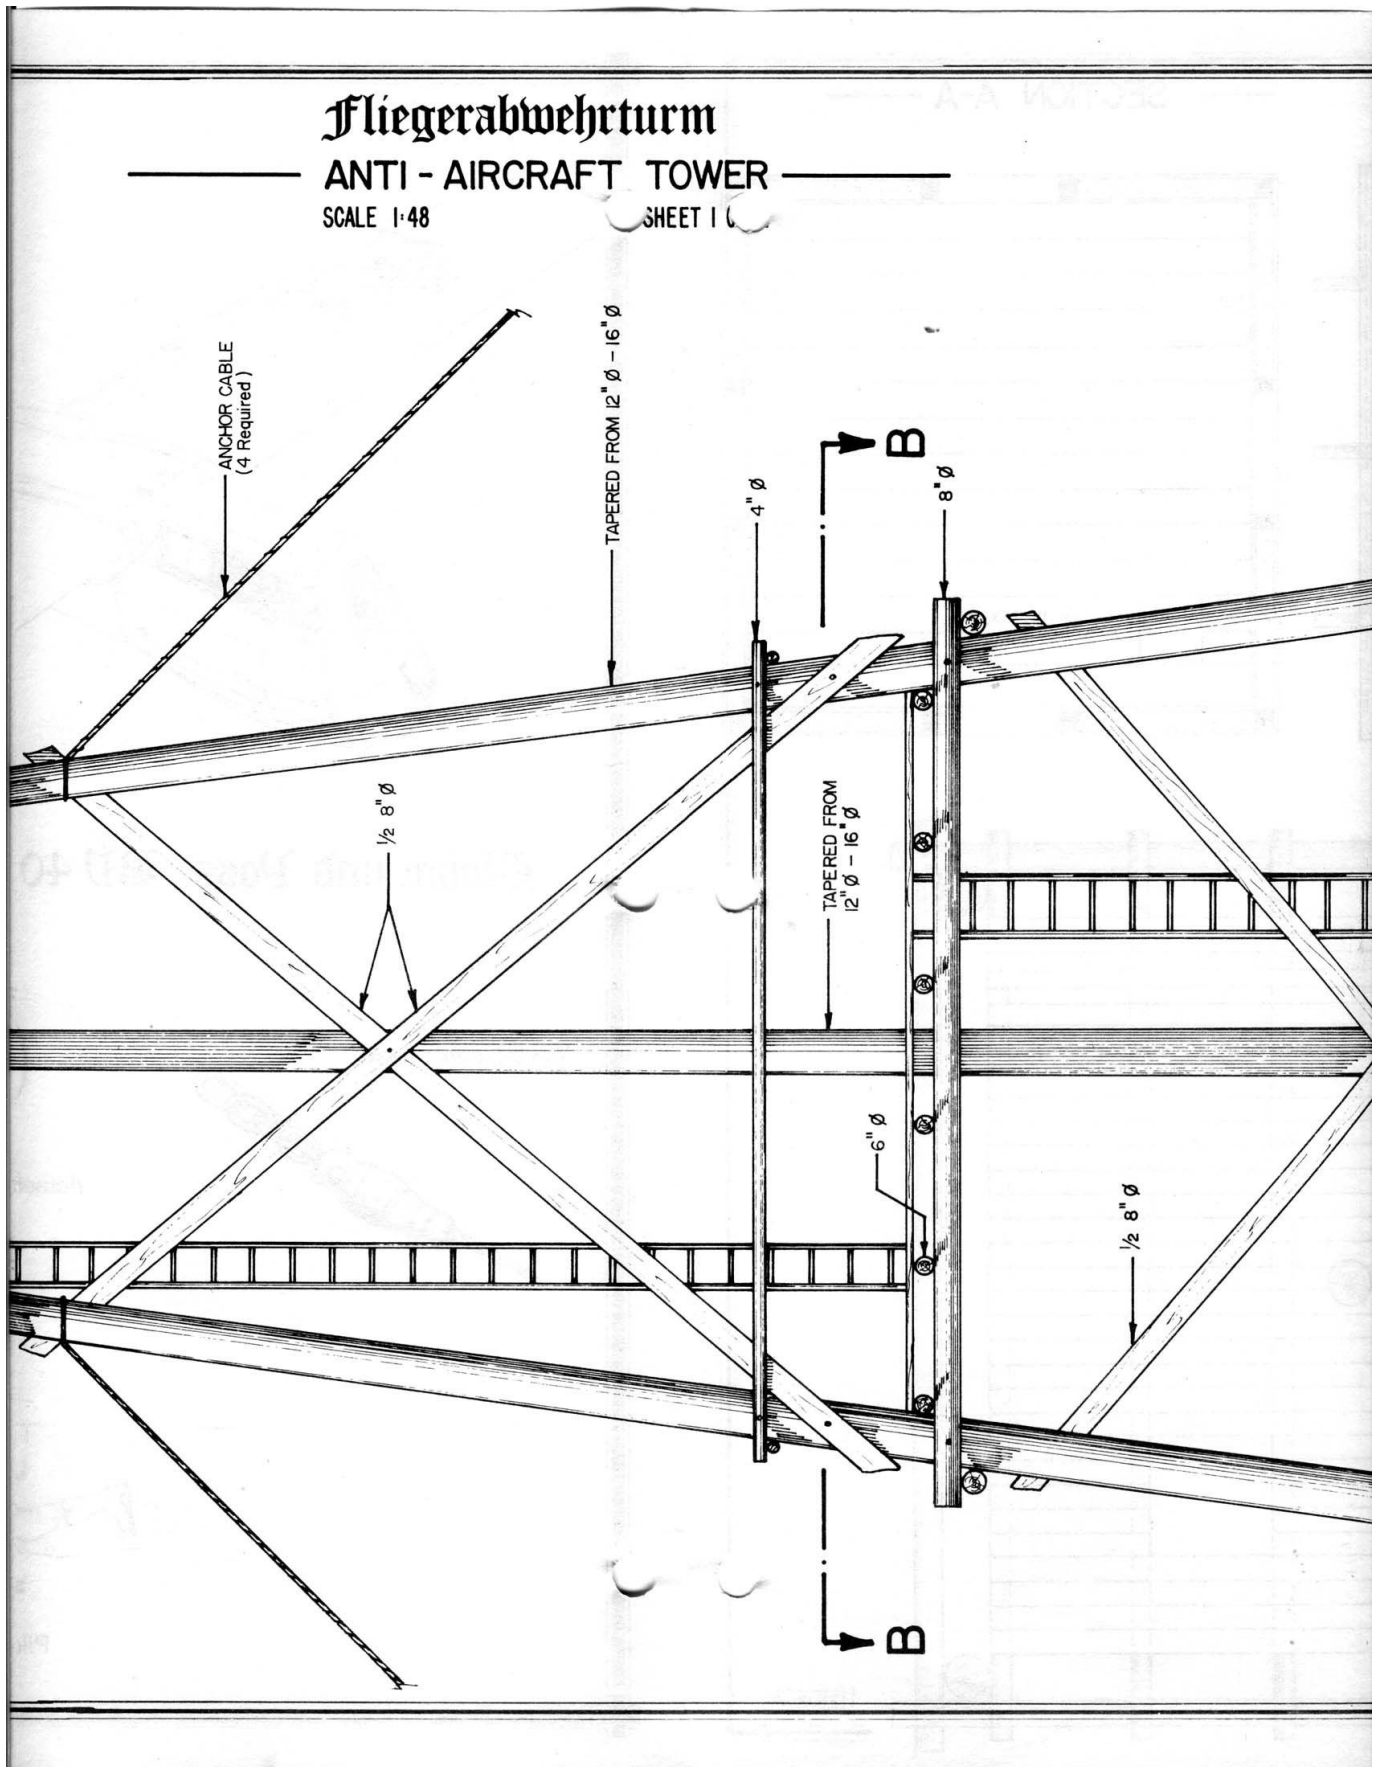 Fliegerabwehrturm
ANTI - AIRCRAFT TOWER
SCALE 1:48
SHEET 1
ANCHOR CABLE
(4 Required )
TAPERED FROM 12" Ø - 16" Ø
4" Ø
B
8" Ø
½ 8" Ø
TAPERED FROM
12" Ø - 16" Ø
6" Ø
½ 8" Ø
B
SECTION A-A